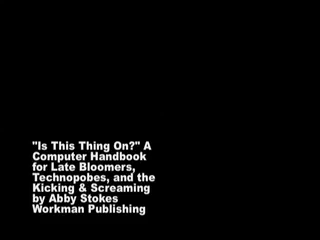 "Is This Thing On?" A
Computer Handbook
for Late Bloomers,
Technopobes, and the
Kicking & Screaming
by Abby Stokes
Workman Publishing